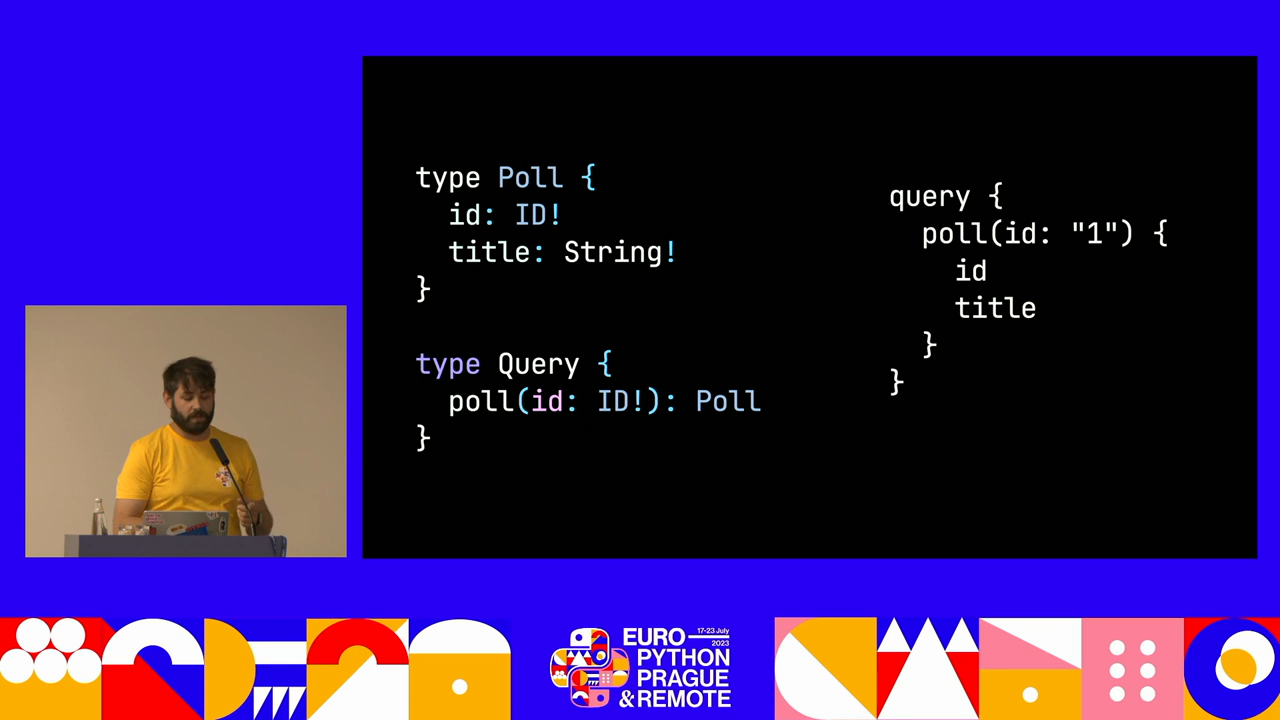 type Poll {
  id: ID!
  title: String!
}
type Query {
  poll(id: ID!): Poll
}
query {
  poll(id: "1") {
    id
    title
  }
}
17-23 July
2023
EURO
PYTHON
PRAGUE
& REMOTE